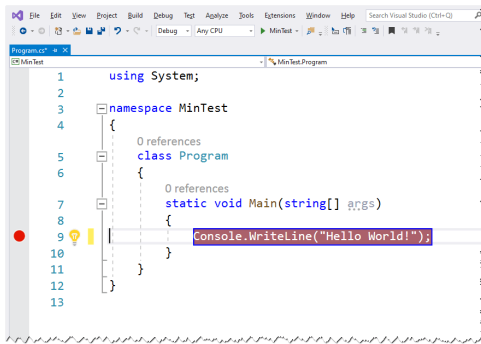 File Edit View Project Build Debug Test Analyze Tools Extensions Window Help Search Visual Studio (Ctrl+Q)
Debug Any CPU MinTest
Program.cs*
MinTest MinTest.Program
1 using System;
2
3 namespace MinTest
4 {
0 references
5 class Program
6 {
0 references
7 static void Main(string[] args)
8 {
9 Console.WriteLine("Hello World!");
10 }
11 }
12 }
13